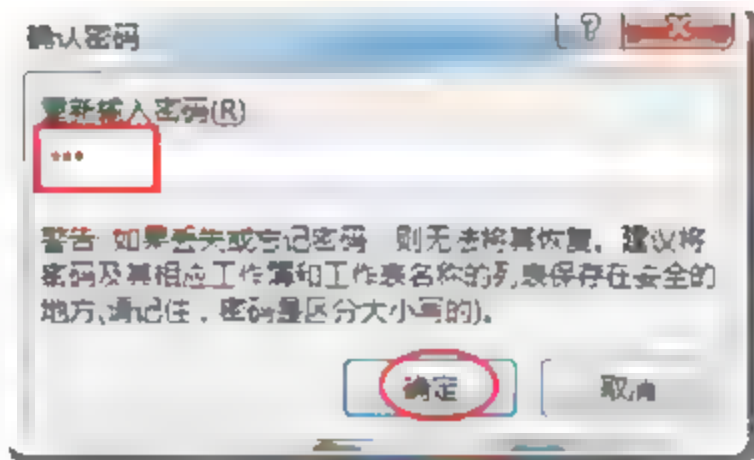 确认密码
重新输入密码(R)
***
警告: 如果丢失或忘记密码，则无法将其恢复。建议将
密码及其相应工作簿和工作表名称的列表保存在安全的
地方(请记住，密码是区分大小写的)。
确定
取消